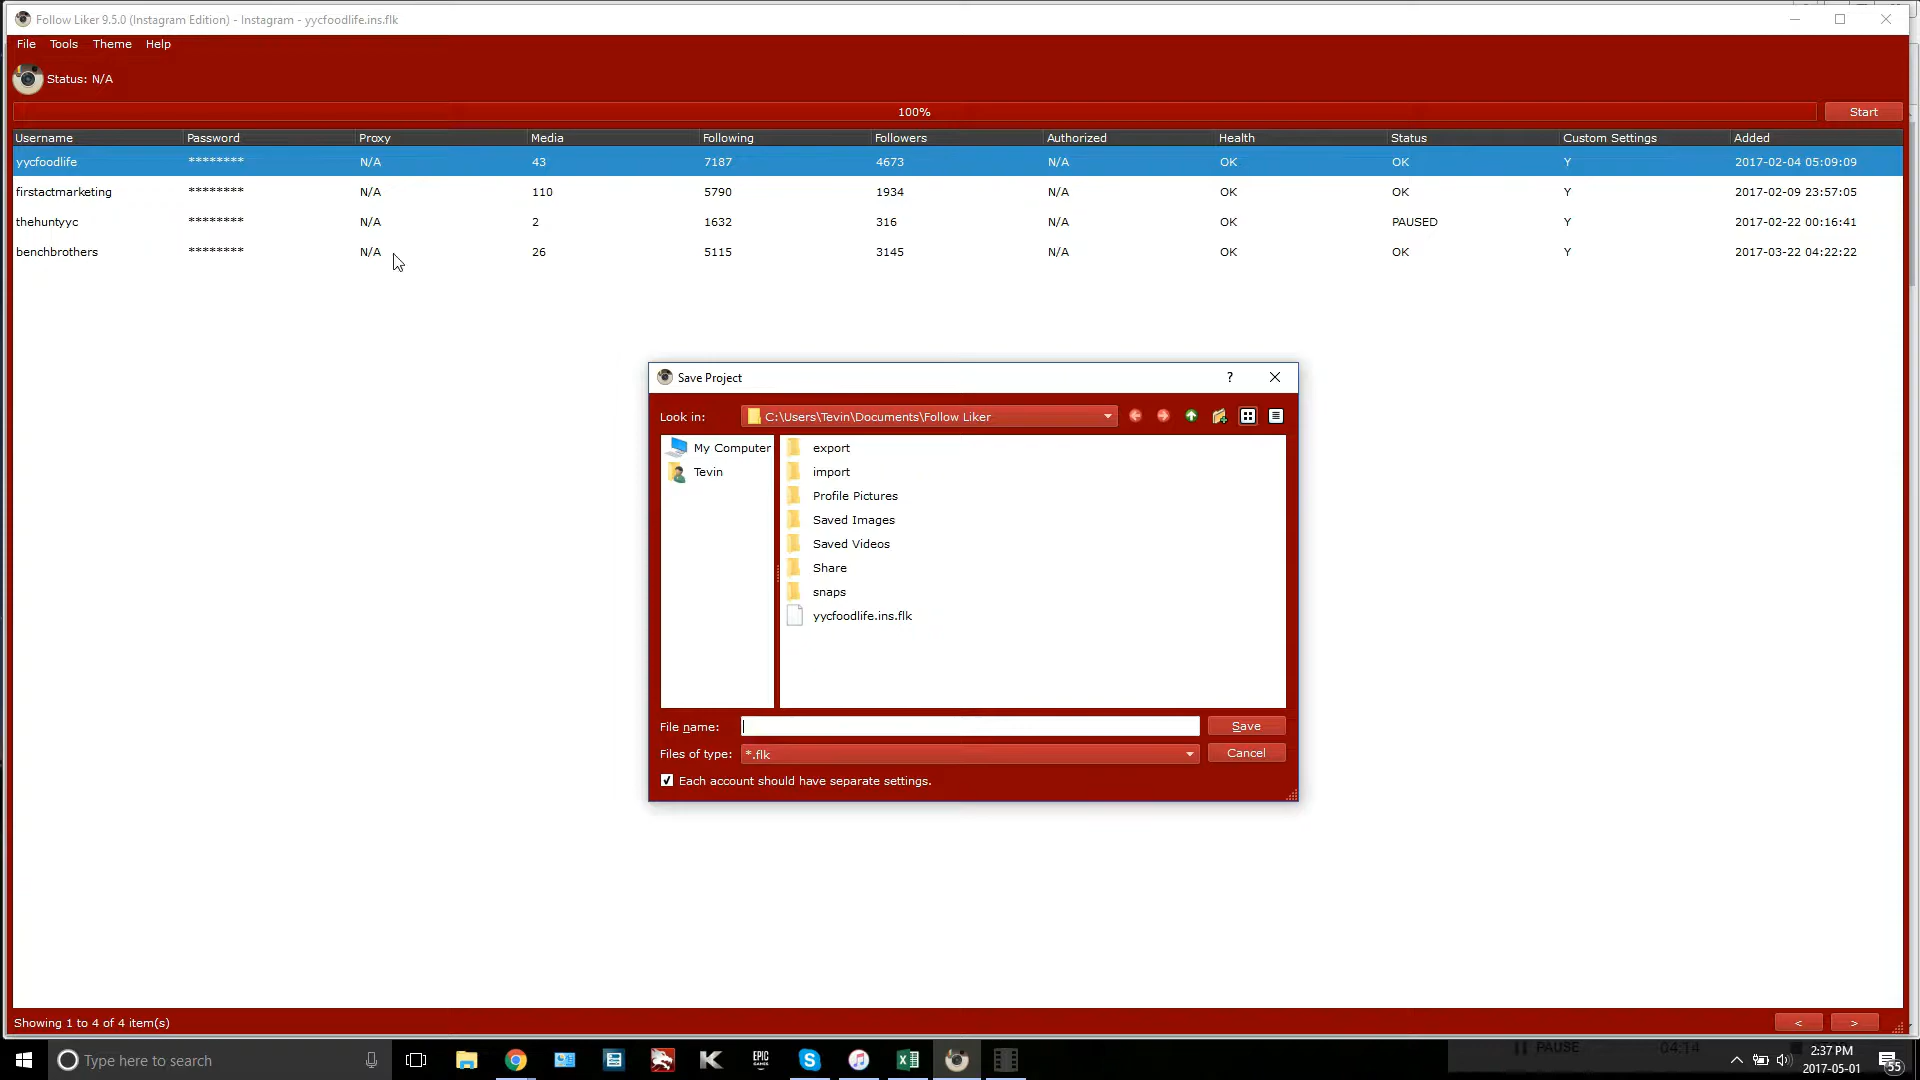 Follow Liker 9.5.0 (Instagram Edition) - Instagram - yycfoodlife.ins.flk
File Tools Theme Help
Status: N/A
100% Start
Username Password Proxy Media Following Followers Authorized Health Status Custom Settings Added
yycfoodlife ******** N/A 43 7187 4673 N/A OK OK Y 2017-02-04 05:09:09
firstactmarketing ******** N/A 110 5790 1934 N/A OK OK Y 2017-02-09 23:57:05
thehuntyyc ******** N/A 2 1632 316 N/A OK PAUSED Y 2017-02-22 00:16:41
benchbrothers ******** N/A 26 5115 3145 N/A OK OK Y 2017-03-22 04:22:22
Save Project ?
Look in: C:\Users\Tevin\Documents\Follow Liker
My Computer
Tevin
export
import
Profile Pictures
Saved Images
Saved Videos
Share
snaps
yycfoodlife.ins.flk
File name: Save
Files of type: *.flk Cancel
Each account should have separate settings.
Showing 1 to 4 of 4 item(s) < >
Type here to search
EPIC GAMES
PAUSE 04:14
2:37 PM
2017-05-01
55